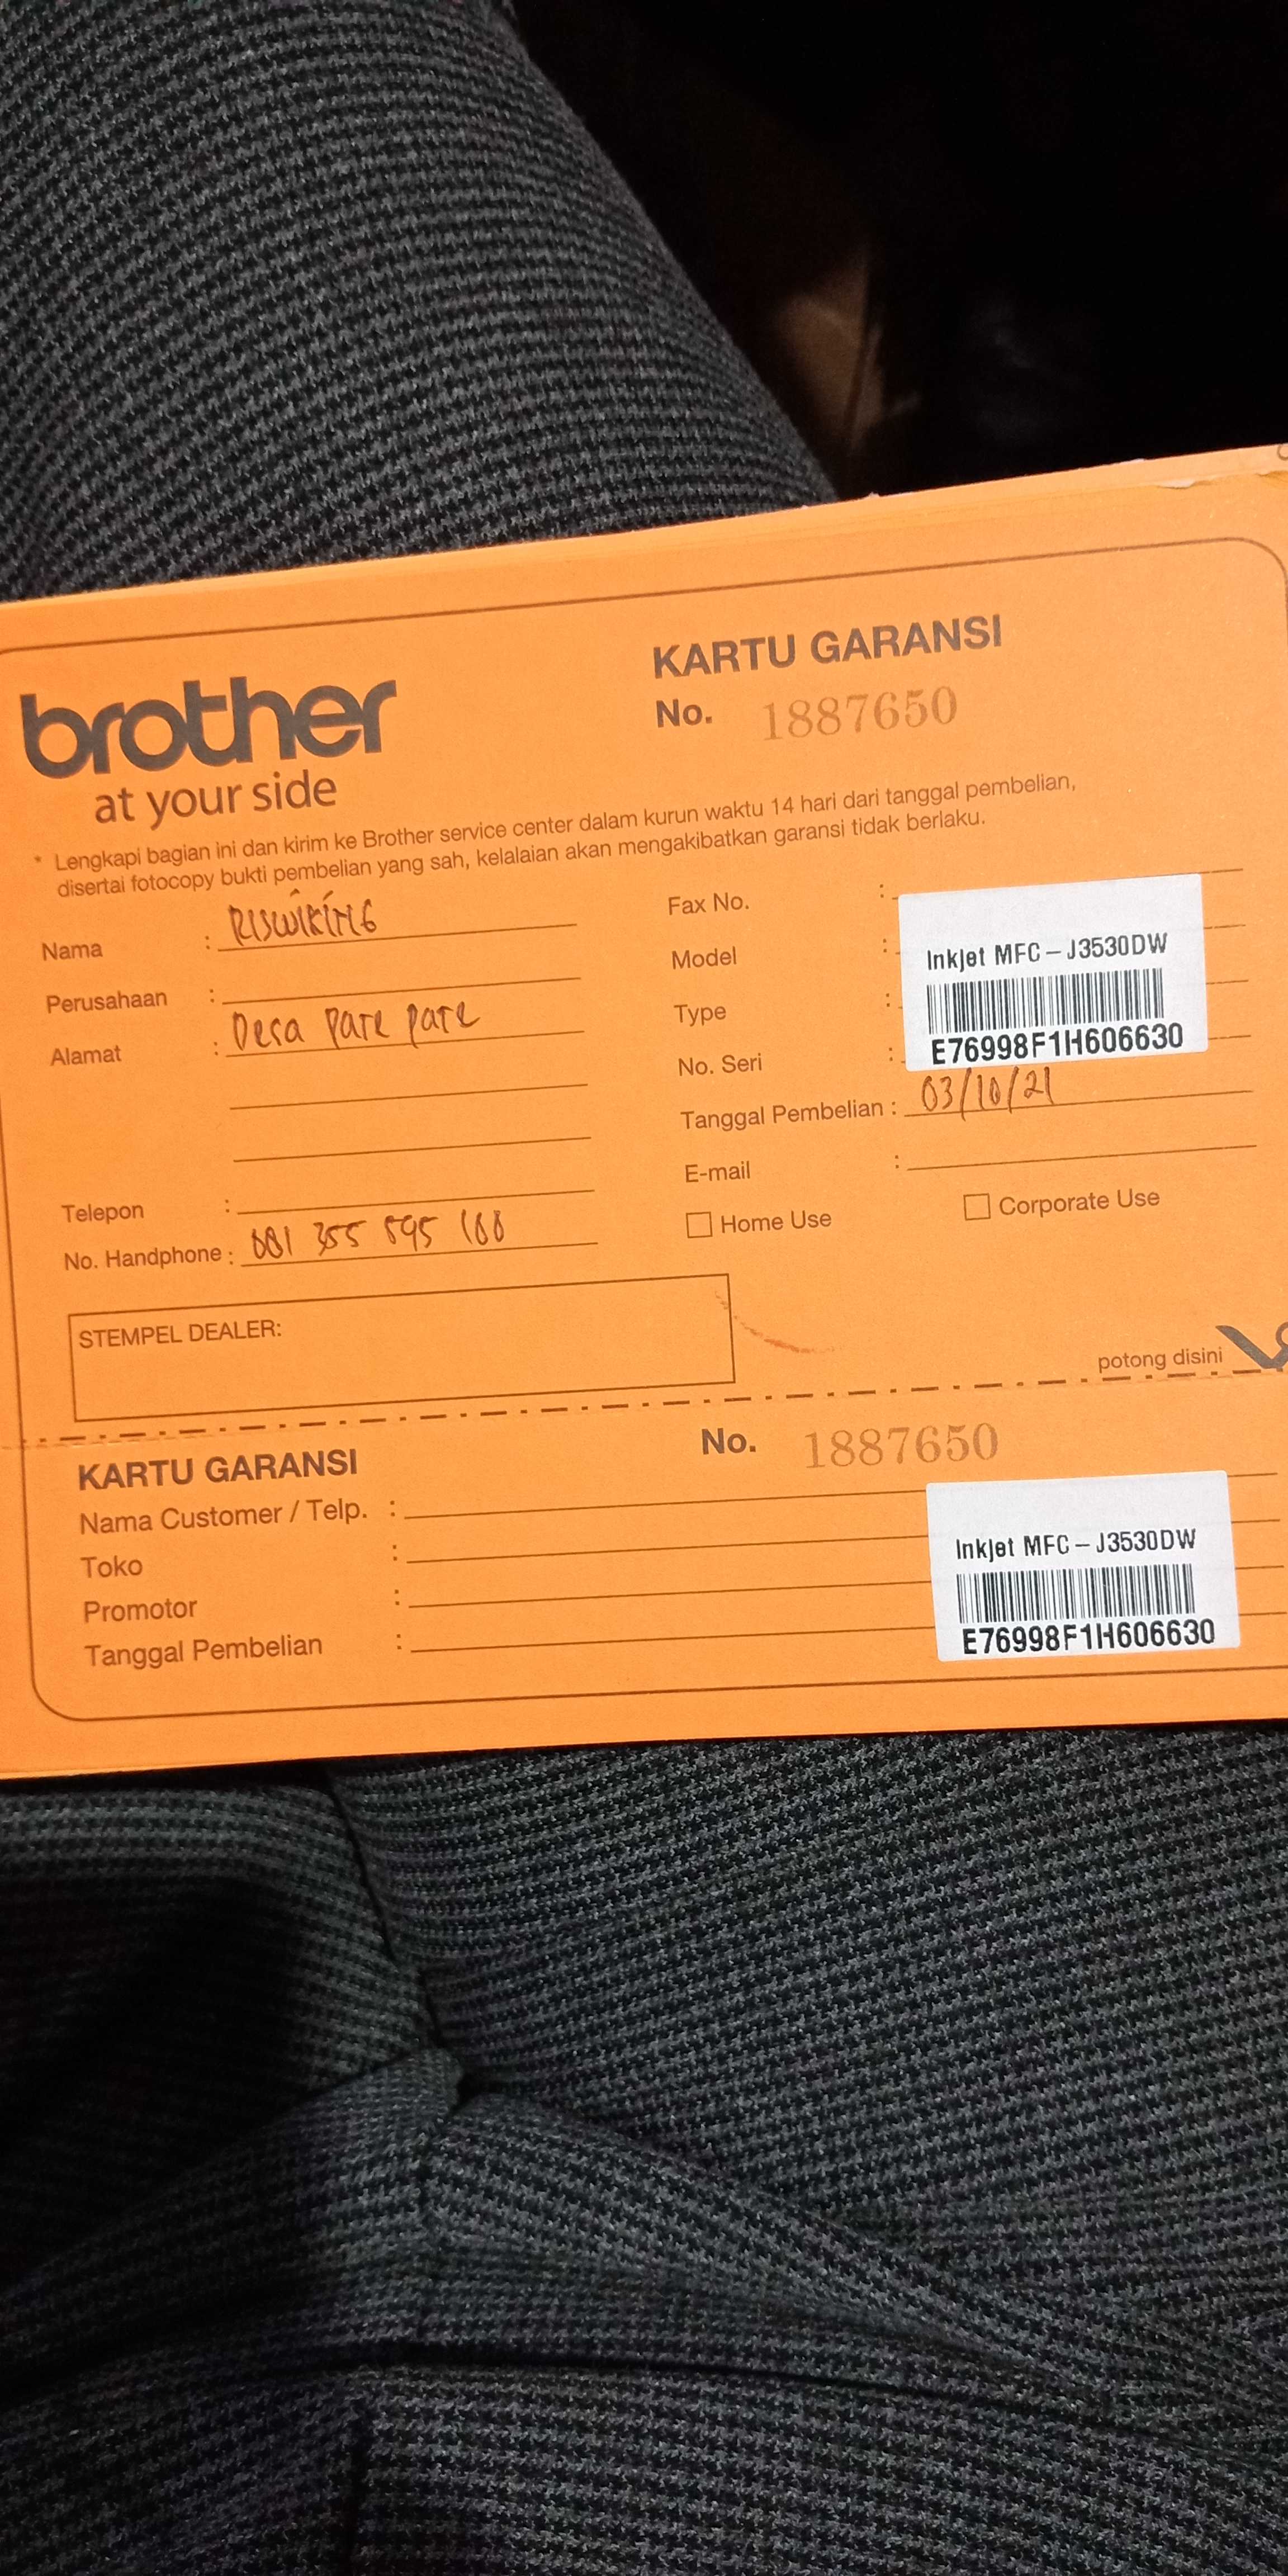 brother
at your side
KARTU GARANSI
No. 1887650
* Lengkapi bagian ini dan kirim ke Brother service center dalam kurun waktu 14 hari dari tanggal pembelian,
disertai fotocopy bukti pembelian yang sah, kelalaian akan mengakibatkan garansi tidak berlaku.
Nama :
Perusahaan :
Alamat : Desa Pare pare
Telepon :
No. Handphone : 081 355 595
Fax No. :
Model :
Type :
No. Seri :
Inkjet MFC-J3530DW
E76998F1H606630
Tanggal Pembelian : 03/10/21
E-mail :
Home Use
Corporate Use
STEMPEL DEALER:
potong disini
KARTU GARANSI
No. 1887650
Nama Customer / Telp. :
Toko :
Promotor :
Tanggal Pembelian :
Inkjet MFC-J3530DW
E76998F1H606630